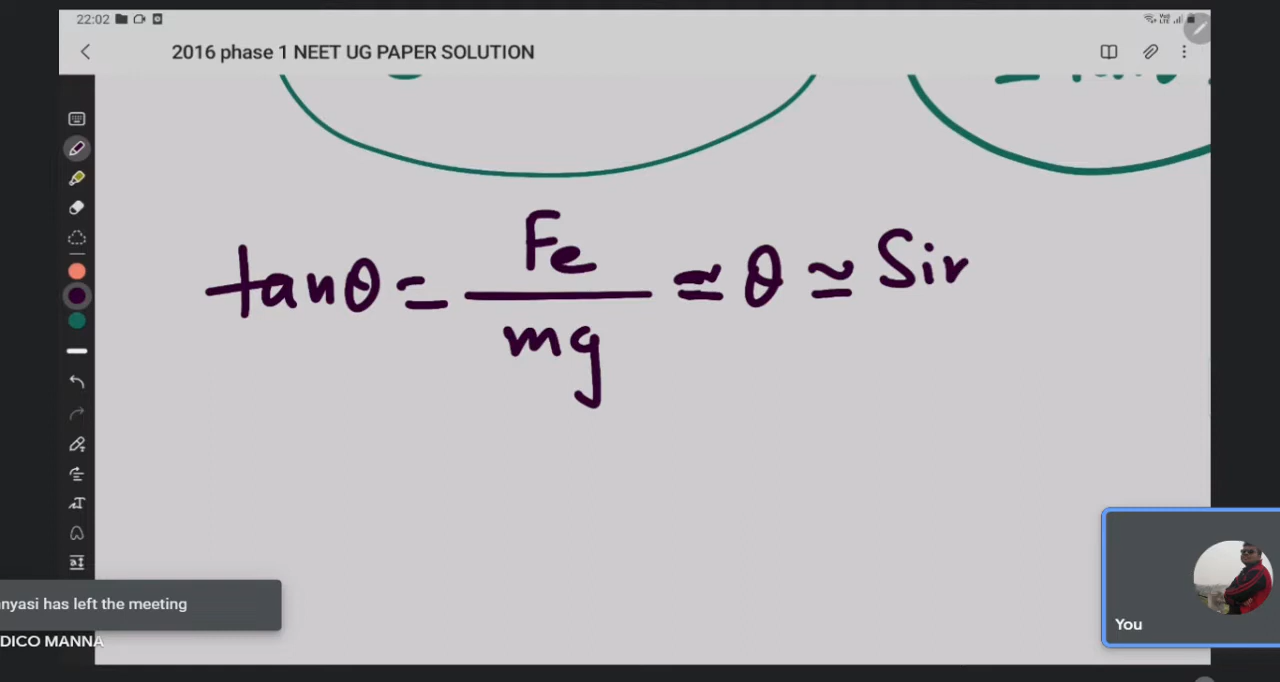 22:02
2016 phase 1 NEET UG PAPER SOLUTION
tanθ = Fe / mg ≃ θ ≃ Sin
nyasi has left the meeting
DICO MANNA
You